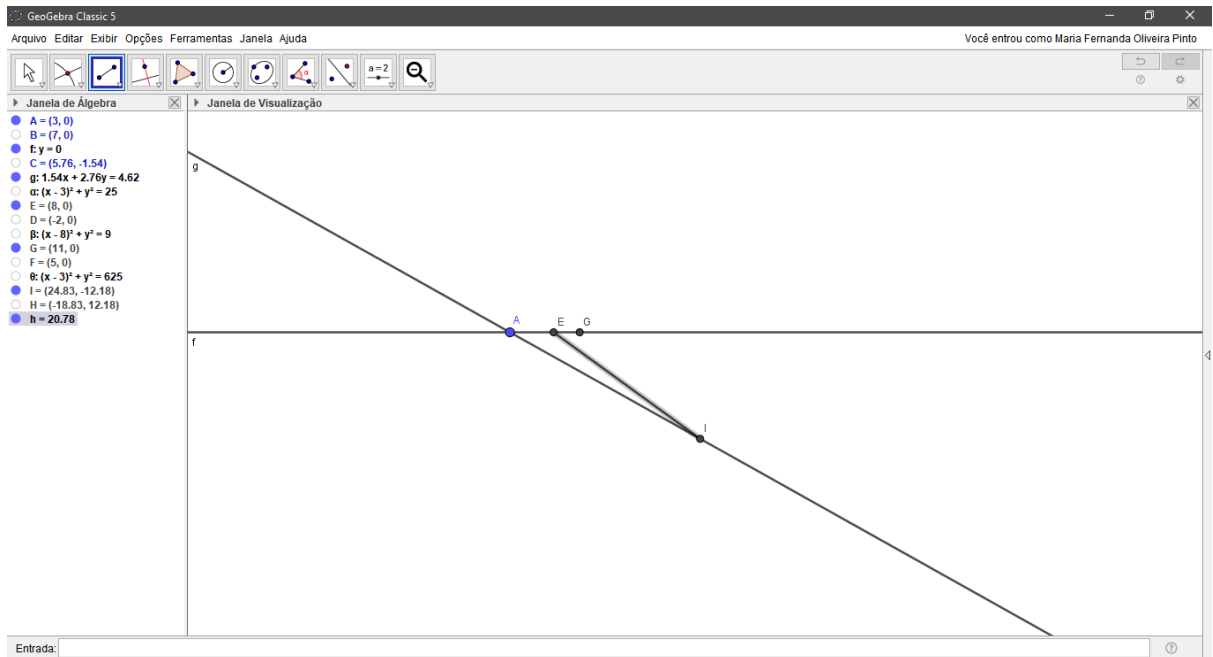 GeoGebra Classic 5
Arquivo Editar Exibir Opções Ferramentas Janela Ajuda
Você entrou como Maria Fernanda Oliveira Pinto
a=2
Janela de Álgebra
Janela de Visualização
A = (3, 0)
B = (7, 0)
f: y = 0
C = (5.76, -1.54)
g: 1.54x + 2.76y = 4.62
α: (x - 3)² + y² = 25
E = (8, 0)
D = (-2, 0)
β: (x - 8)² + y² = 9
G = (11, 0)
F = (5, 0)
θ: (x - 3)² + y² = 625
I = (24.83, -12.18)
H = (-18.83, 12.18)
h = 20.78
g
A
E
G
f
I
Entrada: